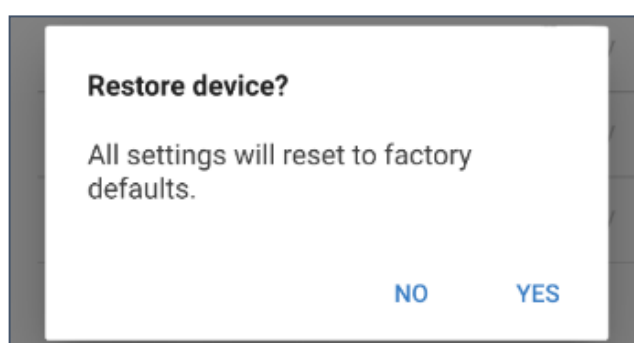 Restore device?
All settings will reset to factory
defaults.
NO YES